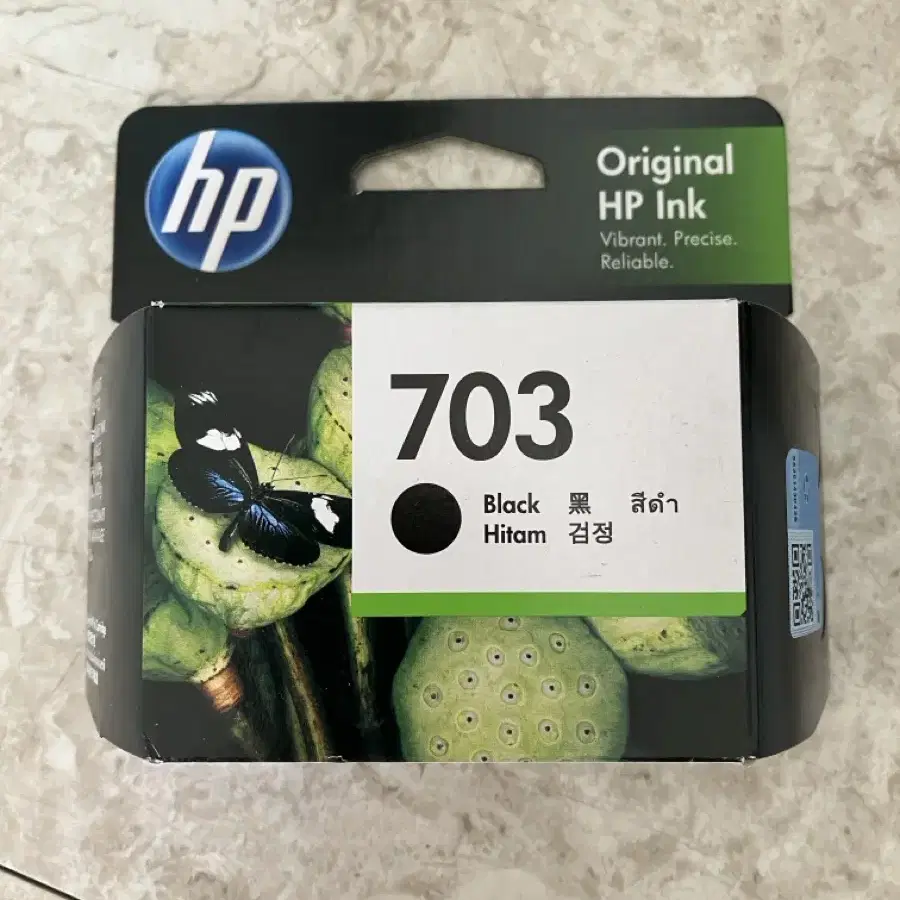 hp
Original
HP Ink
Vibrant. Precise.
Reliable.
703
Black 黑 สีดำ
Hitam 검정